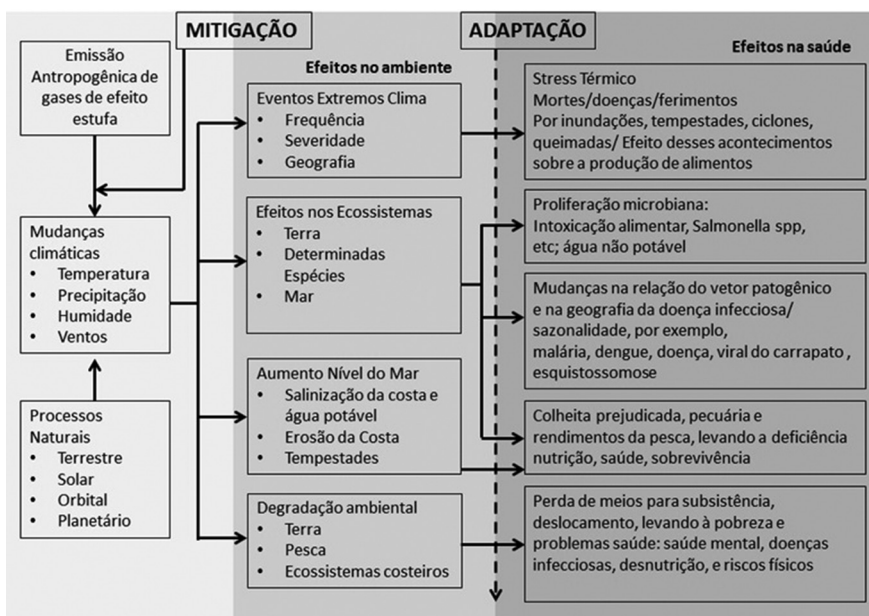 MITIGAÇÃO
ADAPTAÇÃO
Emissão
Antropogênica de
gases de efeito
estufa
Mudanças
climáticas
• Temperatura
• Precipitação
• Humidade
• Ventos
Processos
Naturais
• Terrestre
• Solar
• Orbital
• Planetário
Efeitos no ambiente
Eventos Extremos Clima
• Frequência
• Severidade
• Geografia
Efeitos nos Ecossistemas
• Terra
• Determinadas
Espécies
• Mar
Aumento Nível do Mar
• Salinização da costa e
água potável
• Erosão da Costa
• Tempestades
Degradação ambiental
• Terra
• Pesca
• Ecossistemas costeiros
Efeitos na saúde
Stress Térmico
Mortes/doenças/ferimentos
Por inundações, tempestades, ciclones,
queimadas/ Efeito desses acontecimentos
sobre a produção de alimentos
Proliferação microbiana:
Intoxicação alimentar, Salmonella spp,
etc; água não potável
Mudanças na relação do vetor patogênico
e na geografia da doença infecciosa/
sazonalidade, por exemplo,
malária, dengue, doença, viral do carrapato ,
esquistossomose
Colheita prejudicada, pecuária e
rendimentos da pesca, levando a deficiência
nutrição, saúde, sobrevivência
Perda de meios para subsistência,
deslocamento, levando à pobreza e
problemas saúde: saúde mental, doenças
infecciosas, desnutrição, e riscos físicos